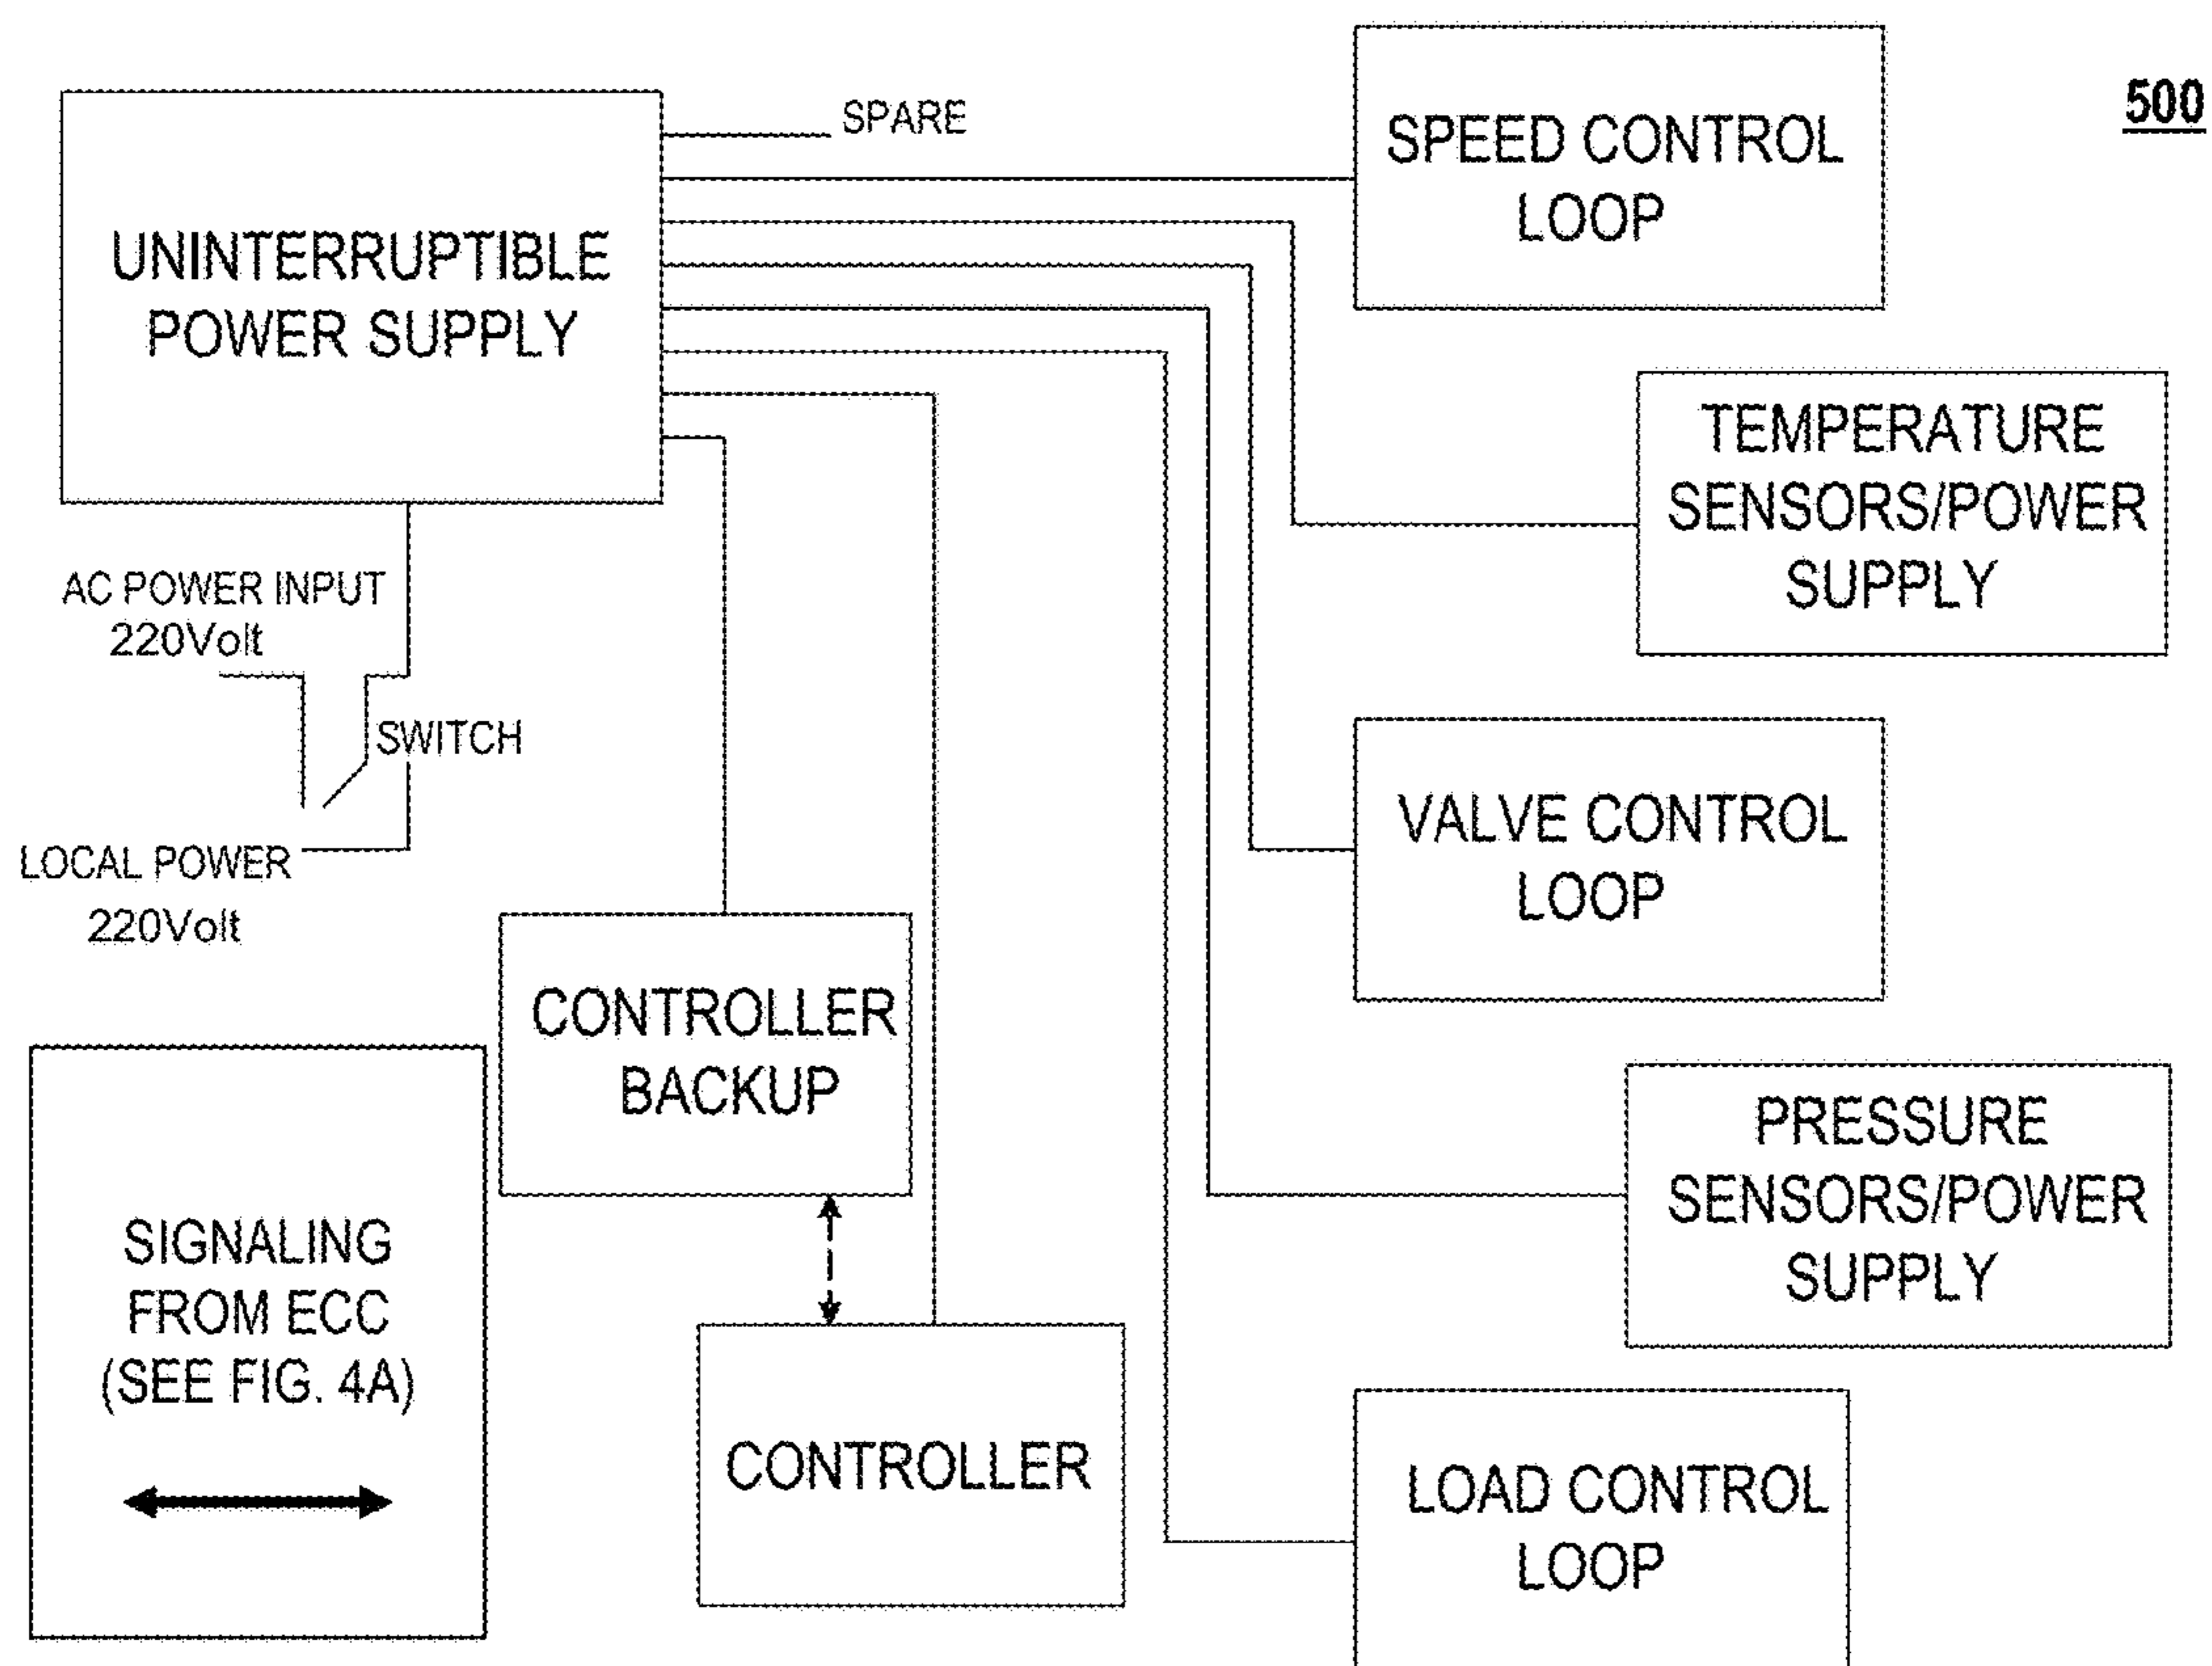 500
SPARE
UNINTERRUPTIBLE
POWER SUPPLY
SPEED CONTROL
LOOP
TEMPERATURE
SENSORS/POWER
SUPPLY
AC POWER INPUT
220Volt
SWITCH
LOCAL POWER
220Volt
VALVE CONTROL
LOOP
CONTROLLER
BACKUP
PRESSURE
SENSORS/POWER
SUPPLY
SIGNALING
FROM ECC
(SEE FIG. 4A)
CONTROLLER
LOAD CONTROL
LOOP